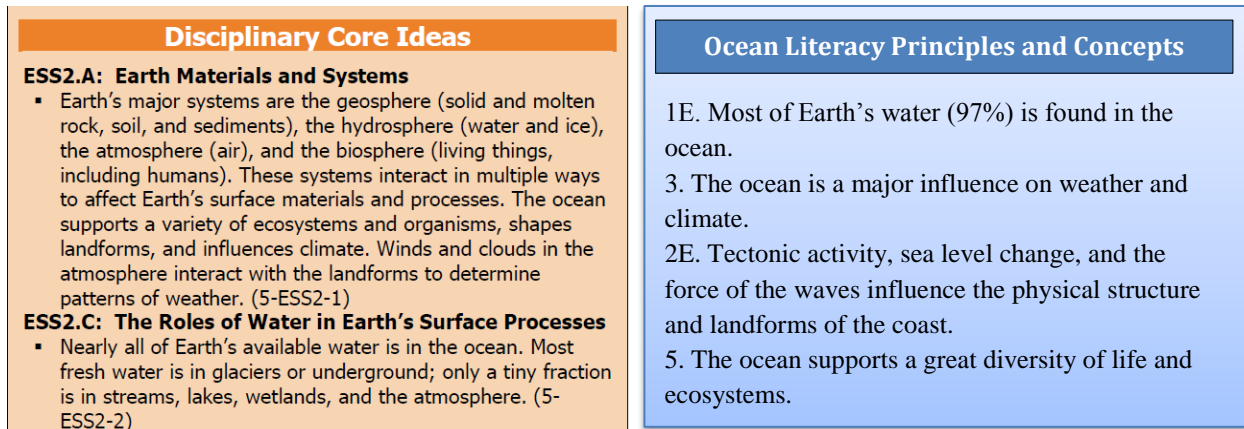 Disciplinary Core Ideas
ESS2.A: Earth Materials and Systems
▪ Earth's major systems are the geosphere (solid and molten
rock, soil, and sediments), the hydrosphere (water and ice),
the atmosphere (air), and the biosphere (living things,
including humans). These systems interact in multiple ways
to affect Earth's surface materials and processes. The ocean
supports a variety of ecosystems and organisms, shapes
landforms, and influences climate. Winds and clouds in the
atmosphere interact with the landforms to determine
patterns of weather. (5-ESS2-1)
ESS2.C: The Roles of Water in Earth's Surface Processes
▪ Nearly all of Earth's available water is in the ocean. Most
fresh water is in glaciers or underground; only a tiny fraction
is in streams, lakes, wetlands, and the atmosphere. (5-
ESS2-2)
Ocean Literacy Principles and Concepts
1E. Most of Earth's water (97%) is found in the
ocean.
3. The ocean is a major influence on weather and
climate.
2E. Tectonic activity, sea level change, and the
force of the waves influence the physical structure
and landforms of the coast.
5. The ocean supports a great diversity of life and
ecosystems.